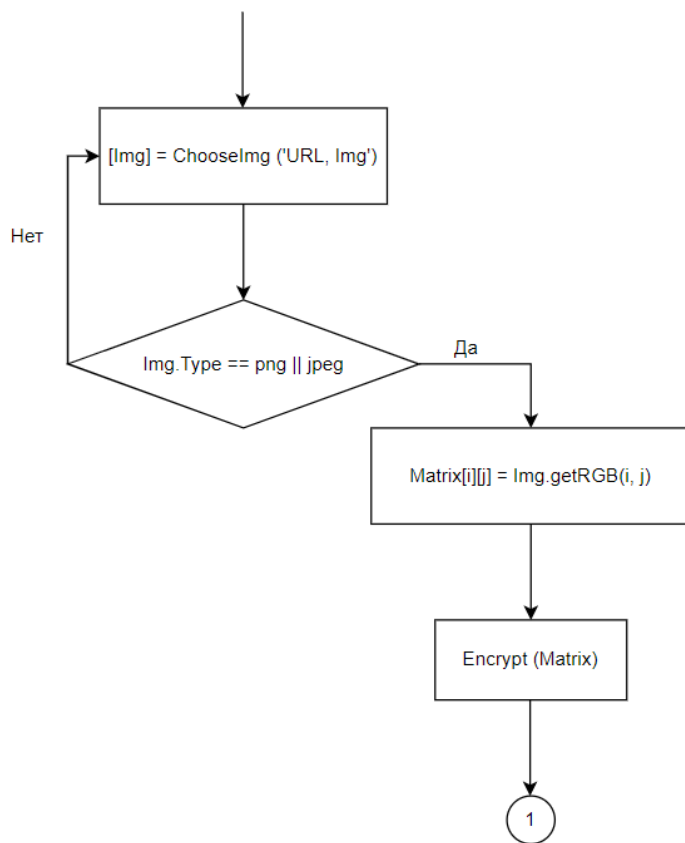 [Img] = ChooseImg ('URL, Img')
Нет
Img.Type == png || jpeg
Да
Matrix[i][j] = Img.getRGB(i, j)
Encrypt (Matrix)
1